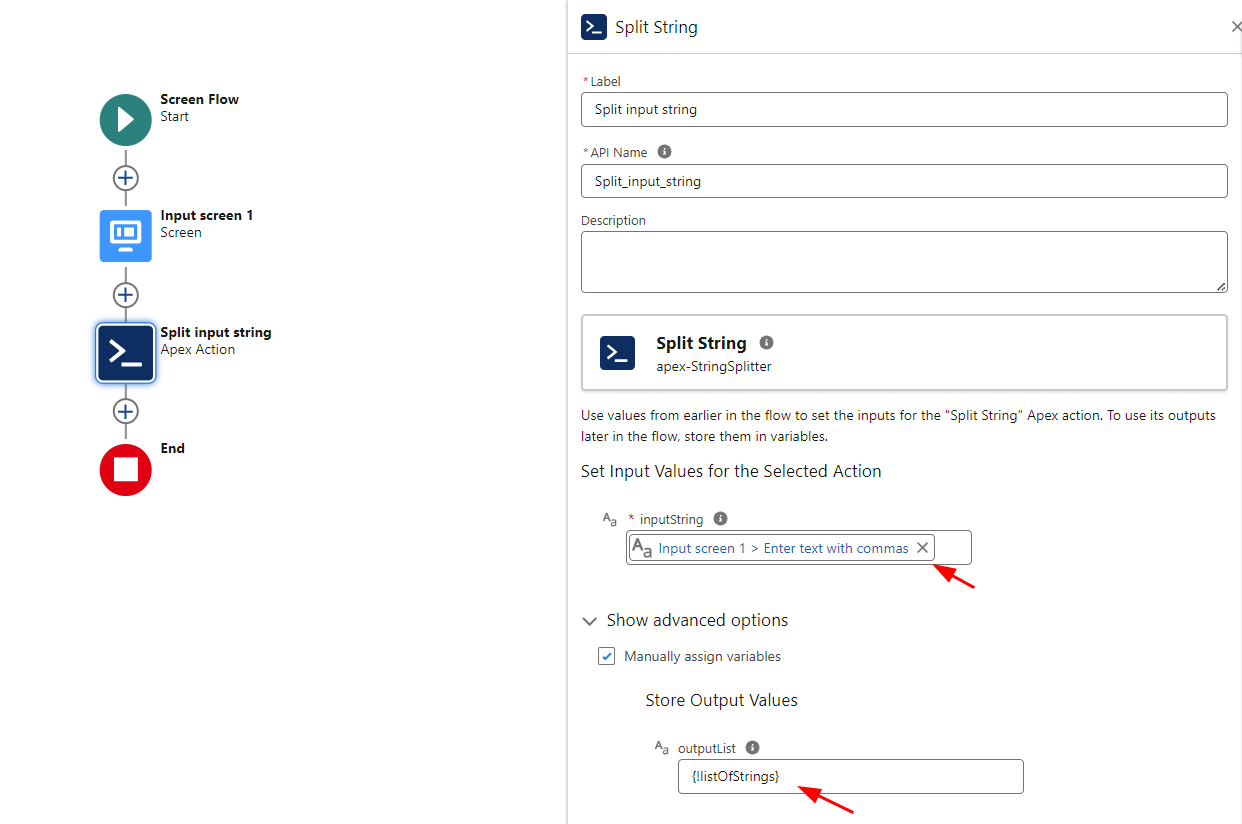 Screen Flow
Start
Input screen 1
Screen
Split input string
Apex Action
End
Split String
* Label
Split input string
* API Name
Split_input_string
Description
Split String
apex-StringSplitter
Use values from earlier in the flow to set the inputs for the "Split String" Apex action. To use its outputs
later in the flow, store them in variables.
Set Input Values for the Selected Action
Aa * inputString
Aa Input screen 1 > Enter text with commas
Show advanced options
Manually assign variables
Store Output Values
Aa outputList
{!listOfStrings}